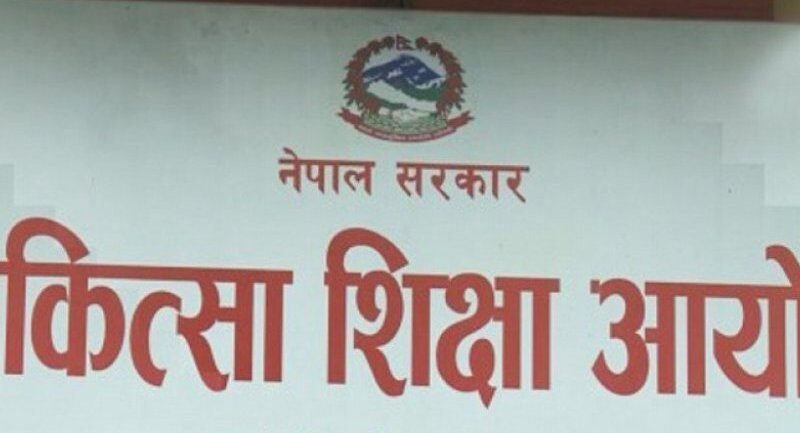 नेपाल सरकार
कित्सा शिक्षा आयो